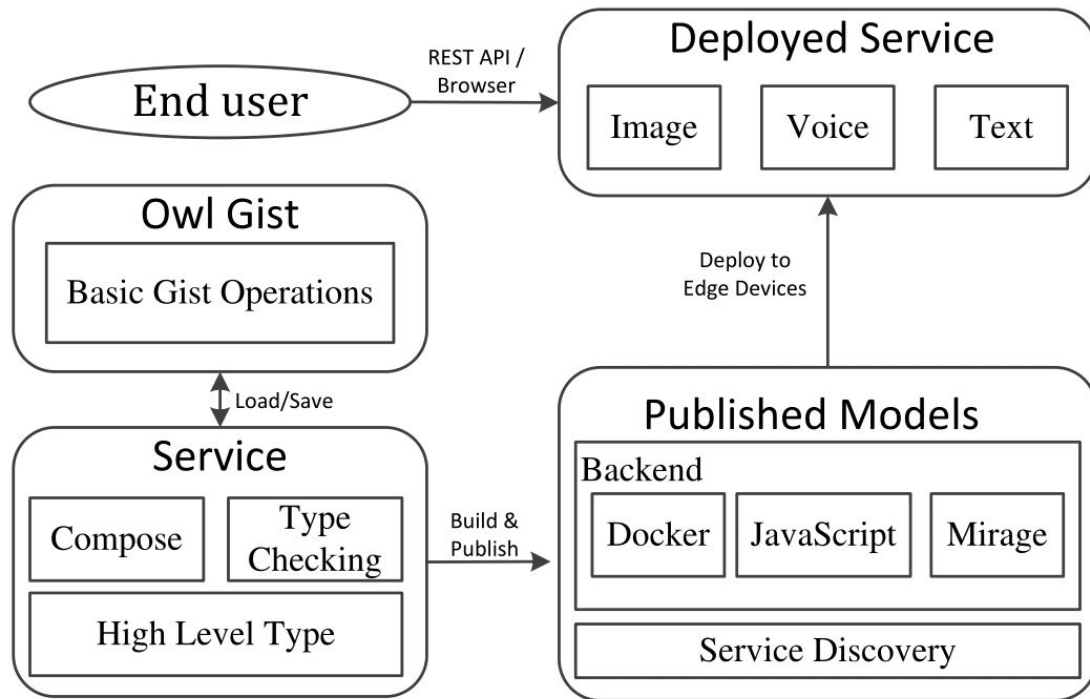 End user
REST API /
Browser
Deployed Service
Image
Voice
Text
Owl Gist
Basic Gist Operations
Load/Save
Deploy to
Edge Devices
Service
Compose
Type
Checking
High Level Type
Build &
Publish
Published Models
Backend
Docker
JavaScript
Mirage
Service Discovery